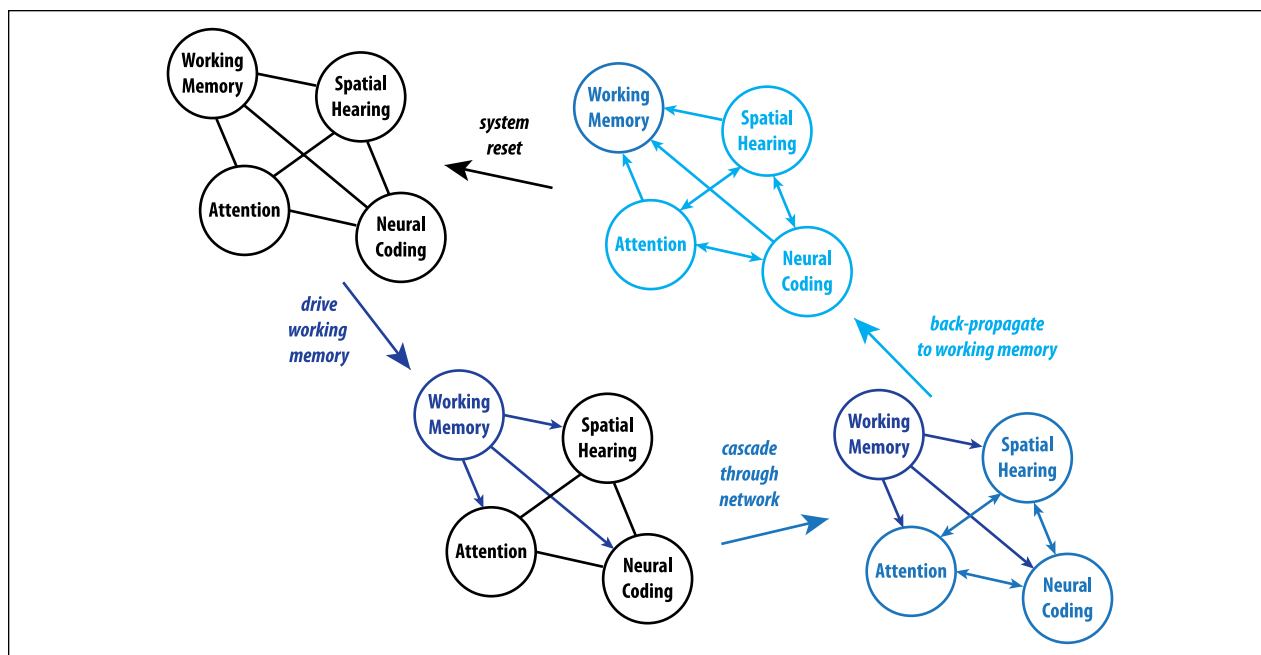 Working
Memory
Spatial
Hearing
Attention
Neural
Coding
system
reset
Working
Memory
Spatial
Hearing
Attention
Neural
Coding
drive
working
memory
Working
Memory
Spatial
Hearing
Attention
Neural
Coding
cascade
through
network
Working
Memory
Spatial
Hearing
Attention
Neural
Coding
back-propagate
to working memory